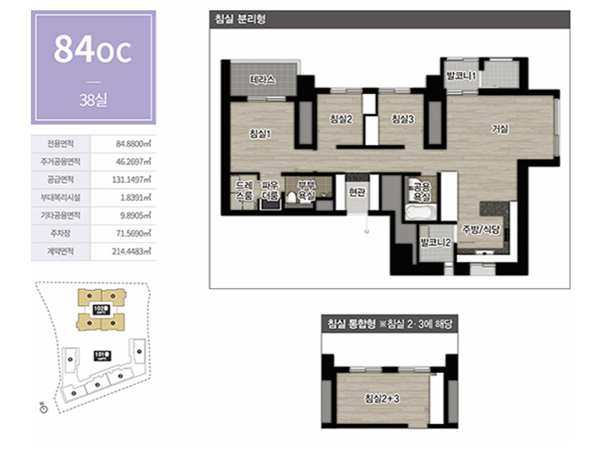 84OC
38실
전용면적 84.8800㎡
주거공용면적 46.2697㎡
공급면적 131.1497㎡
부대복리시설 1.8391㎡
기타공용면적 9.8905㎡
주차장 71.5690㎡
계약면적 214.4483㎡
102동
101동
침실 분리형
테라스
발코니1
침실1
침실2
침실3
거실
드레스룸
파우더룸
부부욕실
현관
공용욕실
주방/식당
발코니2
침실 통합형 ※침실 2·3에 해당
침실2+3